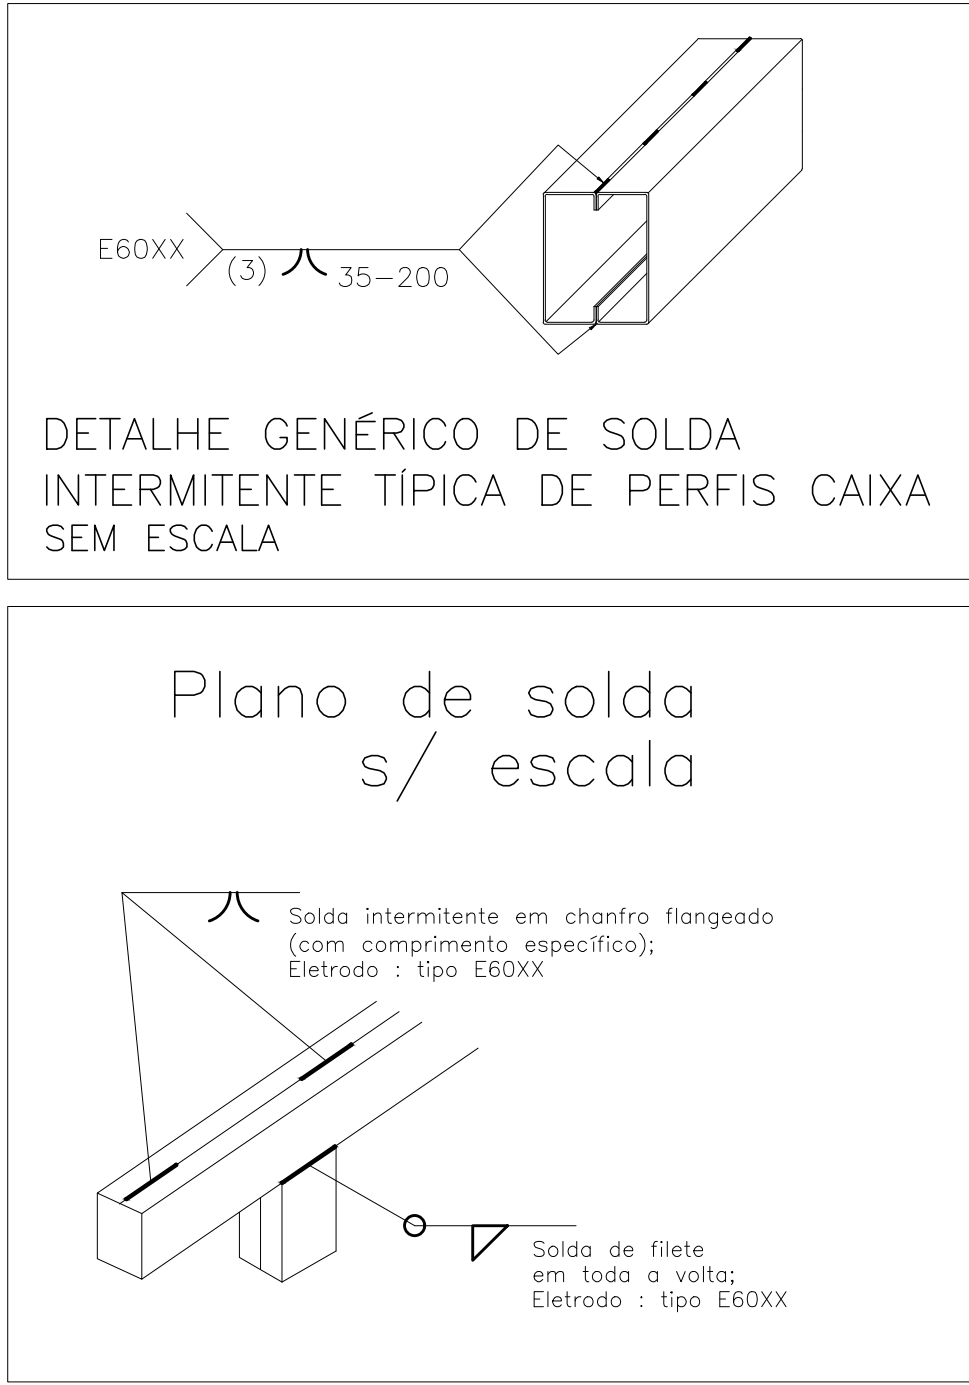 E60XX
(3)
35-200
DETALHE GENÉRICO DE SOLDA
INTERMITENTE TÍPICA DE PERFIS CAIXA
SEM ESCALA
Plano de solda
s/ escala
Solda intermitente em chanfro flangeado
(com comprimento específico);
Eletrodo : tipo E60XX
Solda de filete
em toda a volta;
Eletrodo : tipo E60XX